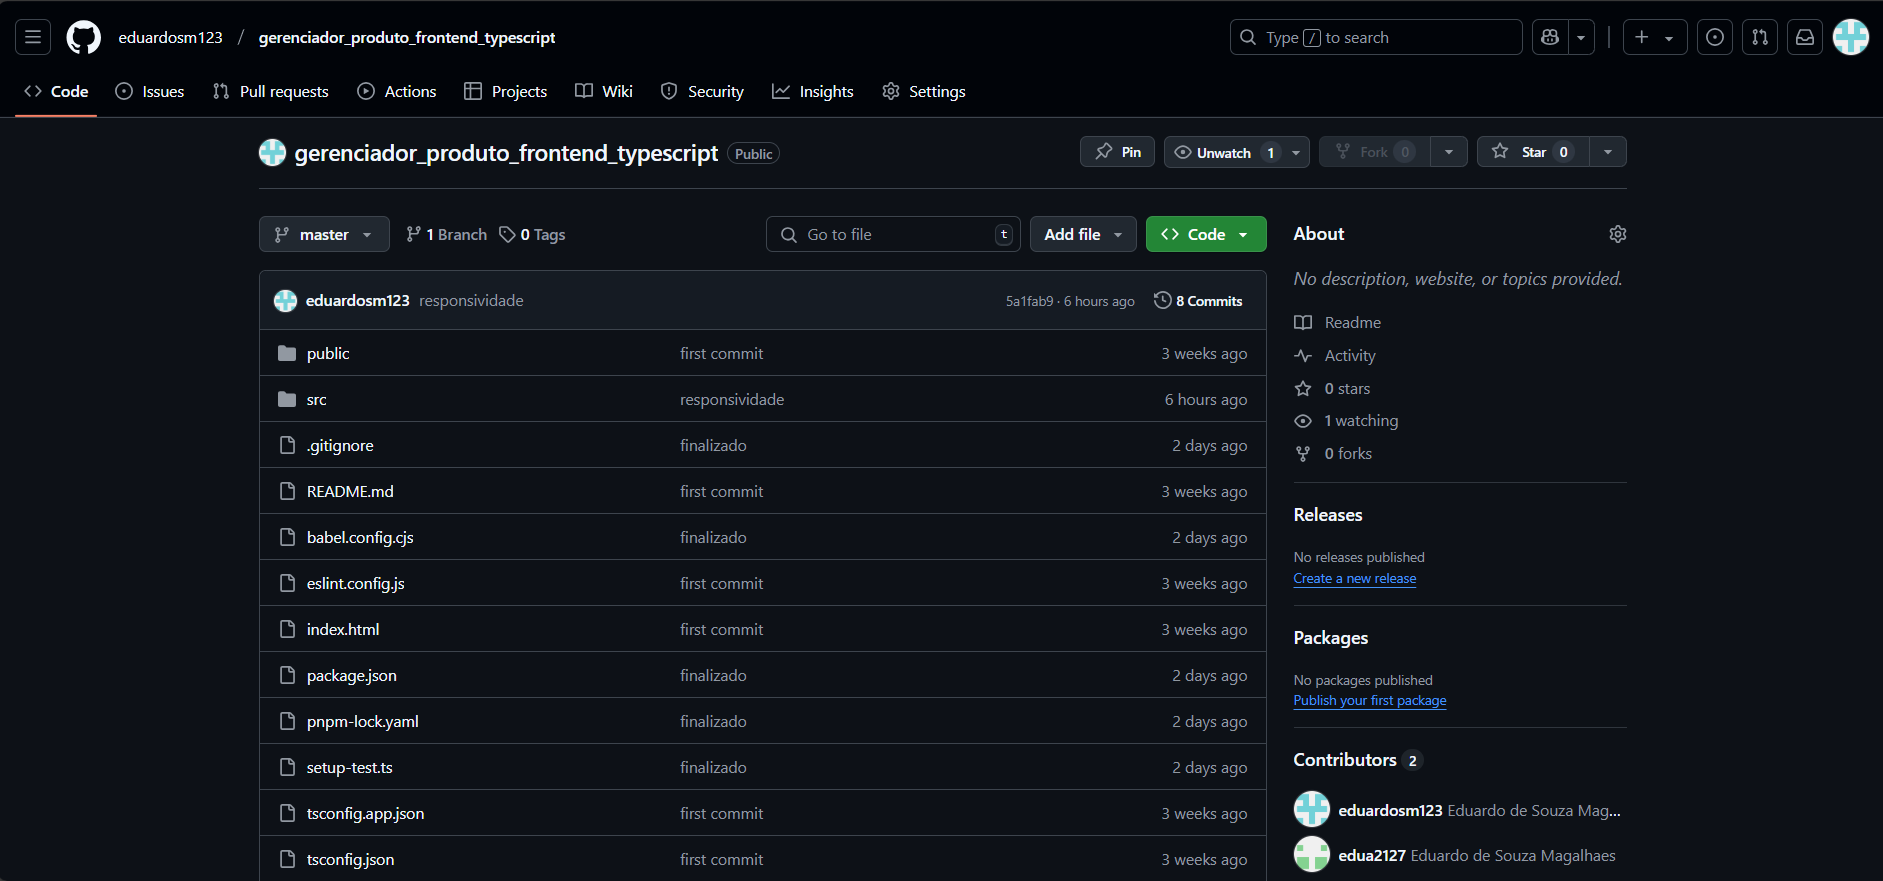 eduardosm123 / gerenciador_produto_frontend_typescript
Type / to search
Code Issues Pull requests Actions Projects Wiki Security Insights Settings
gerenciador_produto_frontend_typescript Public
Pin Unwatch 1 Fork 0 Star 0
master 1 Branch 0 Tags Go to file t Add file Code
eduardosm123 responsividade 5a1fab9 · 6 hours ago 8 Commits
public first commit 3 weeks ago
src responsividade 6 hours ago
.gitignore finalizado 2 days ago
README.md first commit 3 weeks ago
babel.config.cjs finalizado 2 days ago
eslint.config.js first commit 3 weeks ago
index.html first commit 3 weeks ago
package.json finalizado 2 days ago
pnpm-lock.yaml finalizado 2 days ago
setup-test.ts finalizado 2 days ago
tsconfig.app.json first commit 3 weeks ago
tsconfig.json first commit 3 weeks ago
About
No description, website, or topics provided.
Readme
Activity
0 stars
1 watching
0 forks
Releases
No releases published
Create a new release
Packages
No packages published
Publish your first package
Contributors 2
eduardosm123 Eduardo de Souza Mag...
edua2127 Eduardo de Souza Magalhaes